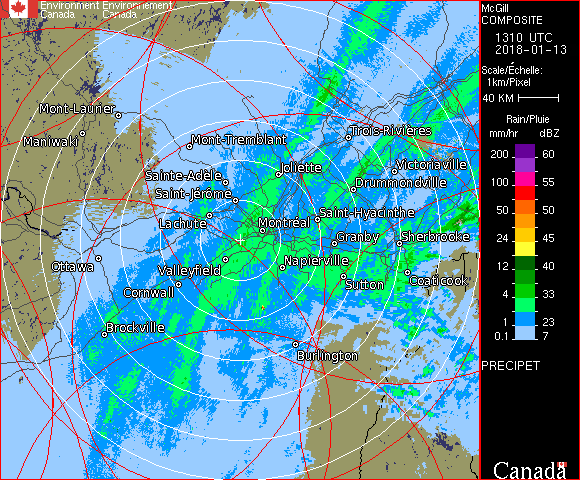 Environment Environnement
Canada Canada
McGill
COMPOSITE
1310 UTC
2018-01-13
Scale/Échelle:
1km/Pixel
40 KM
Rain/Pluie
mm/hr dBZ
200 60
100 55
50 50
24 45
12 40
4 33
1 23
0.1 7
PRECIPET
Canada
Mont-Laurier
Maniwaki
Mont-Tremblant
Trois-Rivières
Joliette
Victoriaville
Sainte-Adèle
Drummondville
Saint-Jérôme
Saint-Hyacinthe
Lachute
Montréal
Granby
Sherbrooke
Ottawa
Valleyfield
Napierville
Coaticook
Cornwall
Sutton
Brockville
Burlington